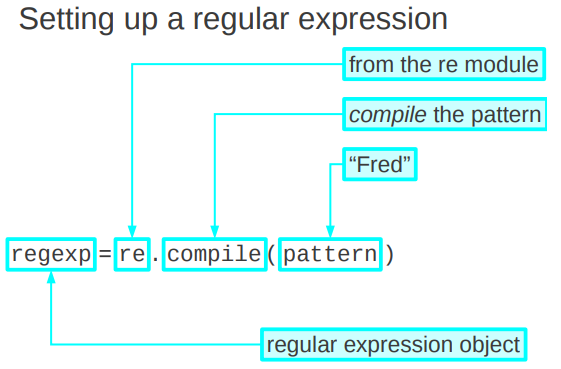 Setting up a regular expression
from the re module
compile the pattern
“Fred”
regexp=re.compile(pattern)
regular expression object